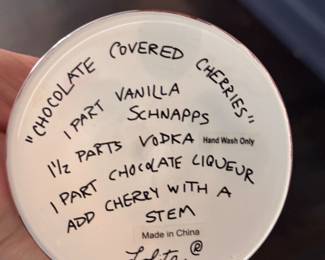 "CHOCOLATE COVERED CHERRIES"
1 PART VANILLA
SCHNAPPS
1½ PARTS VODKA Hand Wash Only
1 PART CHOCOLATE LIQUEUR
ADD CHERRY WITH A
STEM
Made in China
Lolita ®